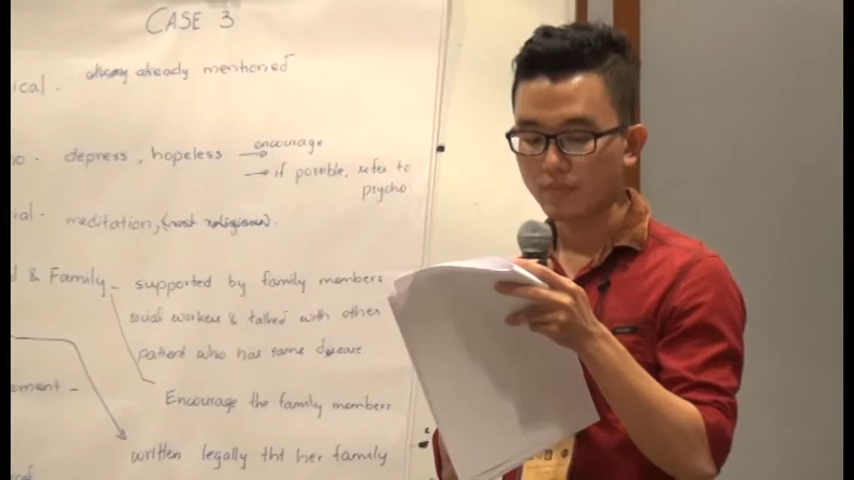 CASE 3
ical - already mentioned
o - depress, hopeless → encourage
→ if possible, refer to
psycho
ial - meditation,
l & Family - supported by family members
social workers & talked with other
patient who has same disease
Encourage the family members
sment -
written legally tht her family